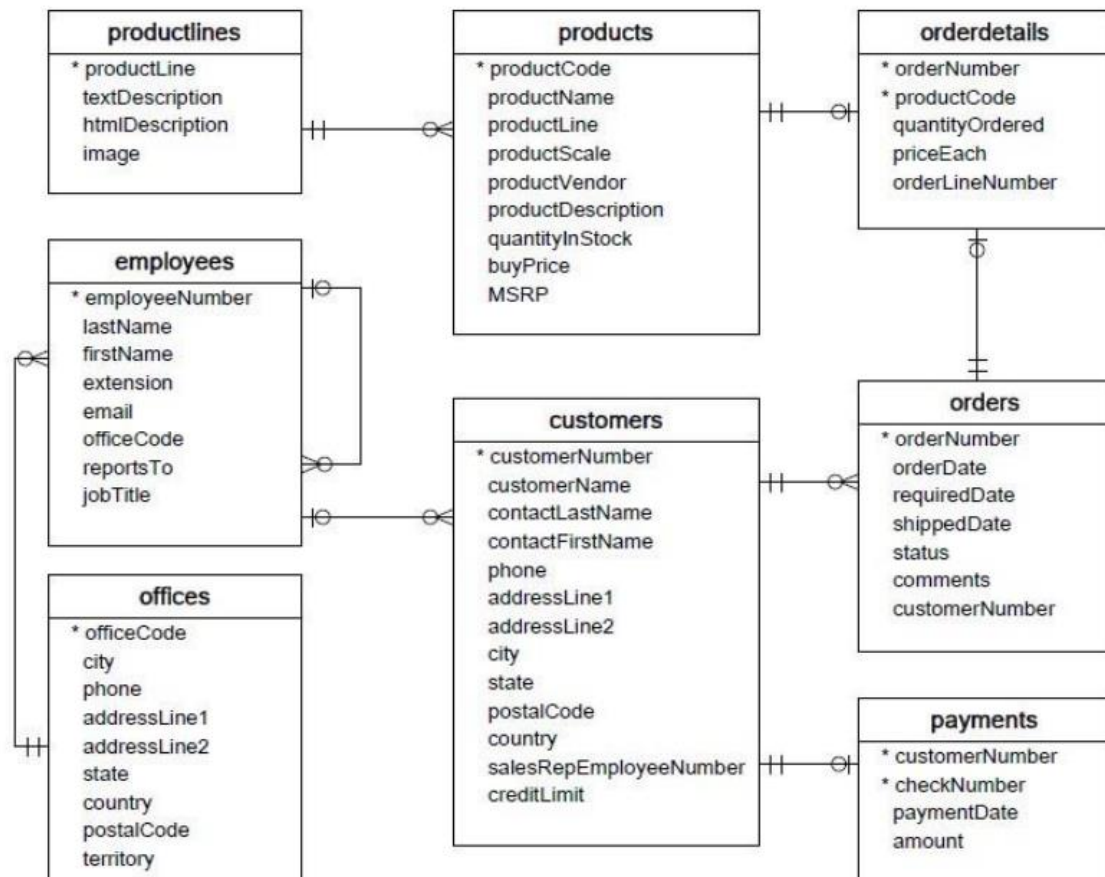 productlines
* productLine
textDescription
htmlDescription
image
products
* productCode
productName
productLine
productScale
productVendor
productDescription
quantityInStock
buyPrice
MSRP
orderdetails
* orderNumber
* productCode
quantityOrdered
priceEach
orderLineNumber
employees
* employeeNumber
lastName
firstName
extension
email
officeCode
reportsTo
jobTitle
customers
* customerNumber
customerName
contactLastName
contactFirstName
phone
addressLine1
addressLine2
city
state
postalCode
country
salesRepEmployeeNumber
creditLimit
orders
* orderNumber
orderDate
requiredDate
shippedDate
status
comments
customerNumber
offices
* officeCode
city
phone
addressLine1
addressLine2
state
country
postalCode
territory
payments
* customerNumber
* checkNumber
paymentDate
amount